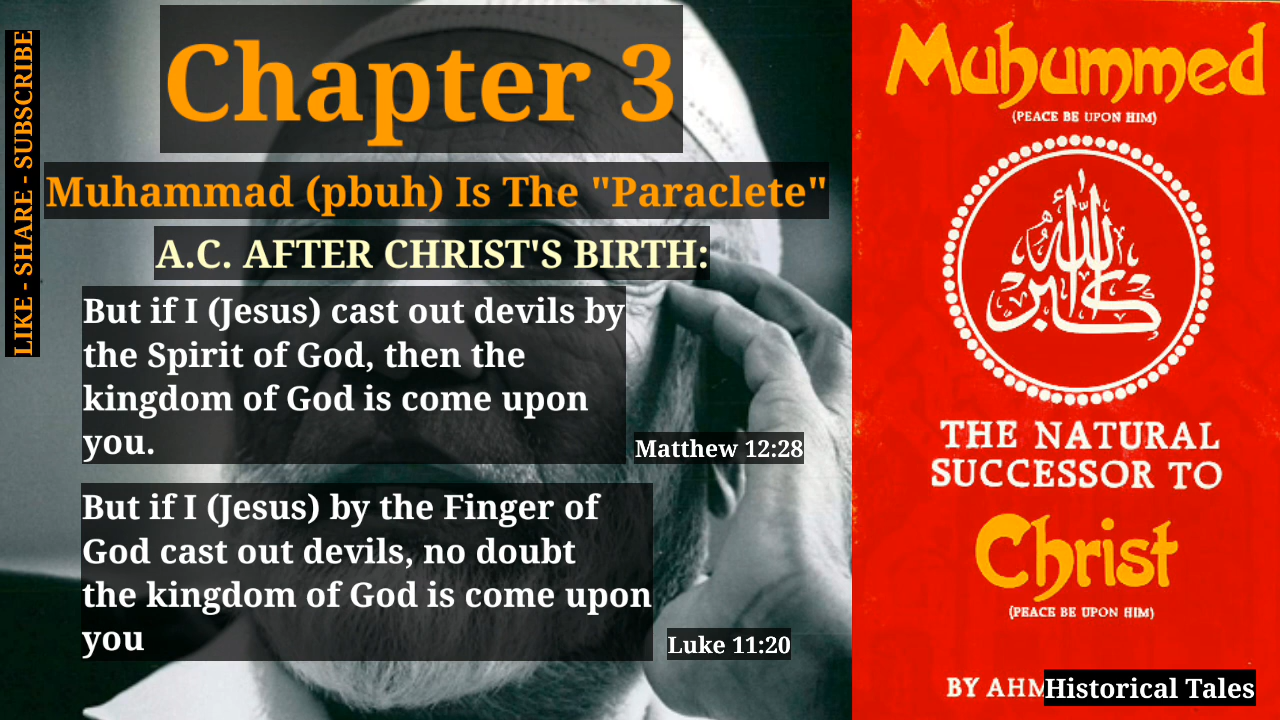 LIKE - SHARE - SUBSCRIBE
Chapter 3
Muhammad (pbuh) Is The "Paraclete"
A.C. AFTER CHRIST'S BIRTH:
But if I (Jesus) cast out devils by
the Spirit of God, then the
kingdom of God is come upon
you.
Matthew 12:28
But if I (Jesus) by the Finger of
God cast out devils, no doubt
the kingdom of God is come upon
you
Luke 11:20
Muhummed
(PEACE BE UPON HIM)
الله أكبر
THE NATURAL
SUCCESSOR TO
Christ
(PEACE BE UPON HIM)
BY AHM
Historical Tales